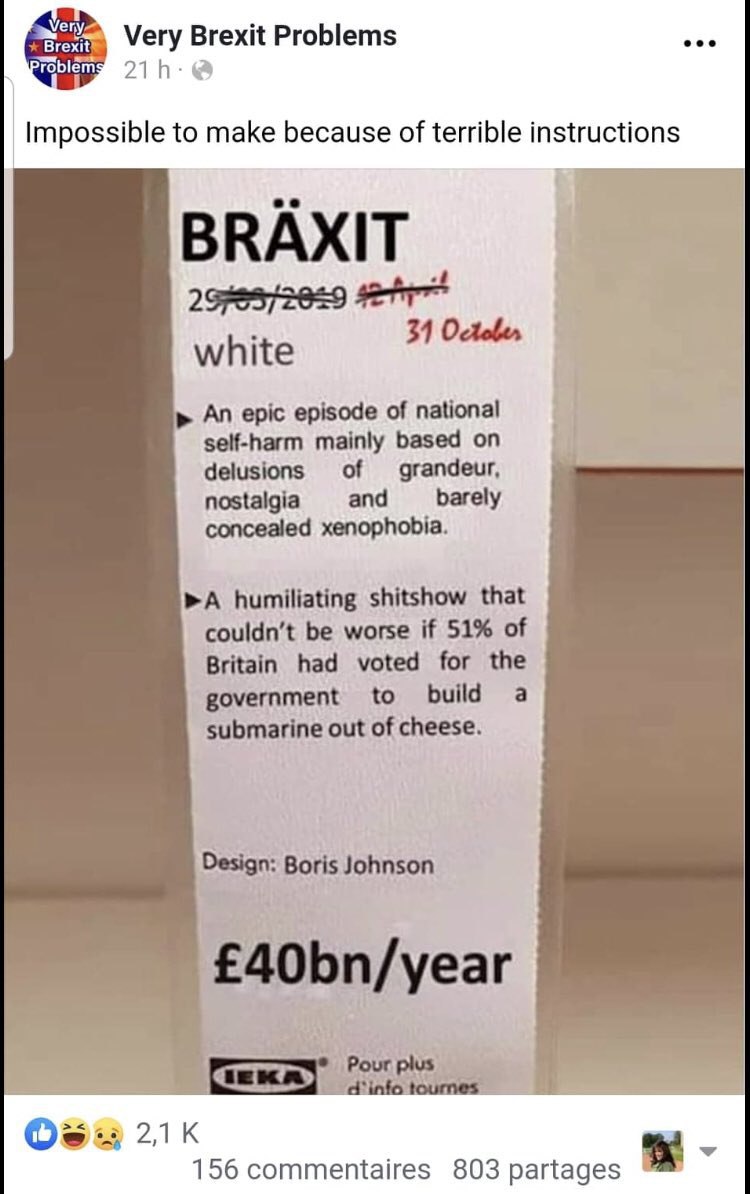 Very
Brexit
Problems
Very Brexit Problems
21 h ·
Impossible to make because of terrible instructions
BRÄXIT
29/03/2019 12 April
31 October
white
► An epic episode of national
self-harm mainly based on
delusions of grandeur,
nostalgia and barely
concealed xenophobia.
►A humiliating shitshow that
couldn't be worse if 51% of
Britain had voted for the
government to build a
submarine out of cheese.
Design: Boris Johnson
£40bn/year
IEKA
Pour plus
d'info tournes
2,1 K
156 commentaires 803 partages